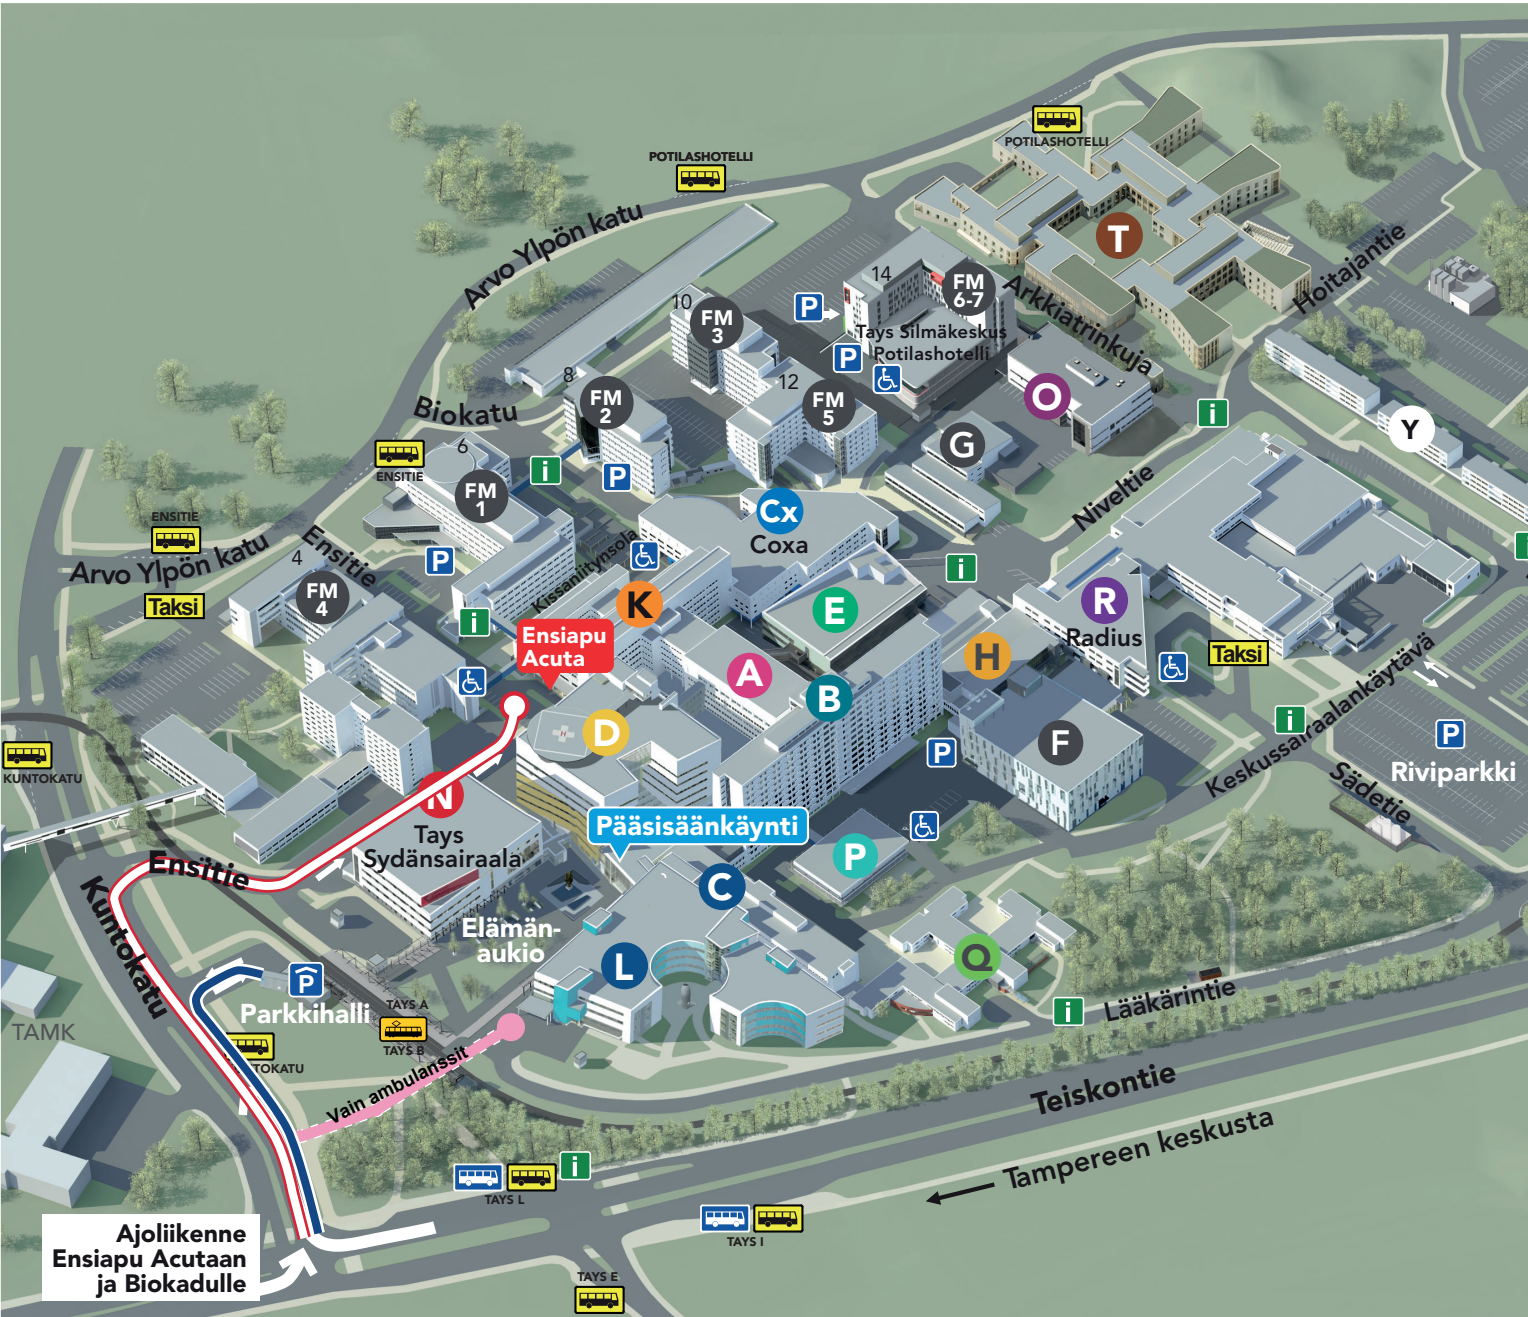 POTILASHOTELLI
POTILASHOTELLI
Arvo Ylpön katu
T
Hoitajantie
14
FM
6-7
Arkkiatrinkuja
10
FM
3
P
Tays Silmäkeskus
Potilashotelli
P
8
12
FM
2
FM
5
O
Biokatu
i
Y
6
G
ENSITIE
i
P
FM
1
Niveltie
Cx
Coxa
ENSITIE
Ensitie
Arvo Ylpön katu
4
P
Kissaniitynsola
i
FM
4
Taksi
K
E
R
Radius
i
Ensiapu
Acuta
A
H
Taksi
B
Keskussairaalankäytävä
i
D
H
P
F
P
Riviparkki
KUNTOKATU
Sädetie
N
Tays
Sydänsairaala
Pääsisäänkäynti
P
Ensitie
C
Kuntokatu
Elämän-
aukio
L
Q
P
Parkkihalli
TAYS A
TAYS B
i
Lääkärintie
TAMK
TOKATU
Vain ambulanssit
Teiskontie
Tampereen keskusta
i
TAYS L
TAYS I
Ajoliikenne
Ensiapu Acutaan
ja Biokadulle
TAYS E